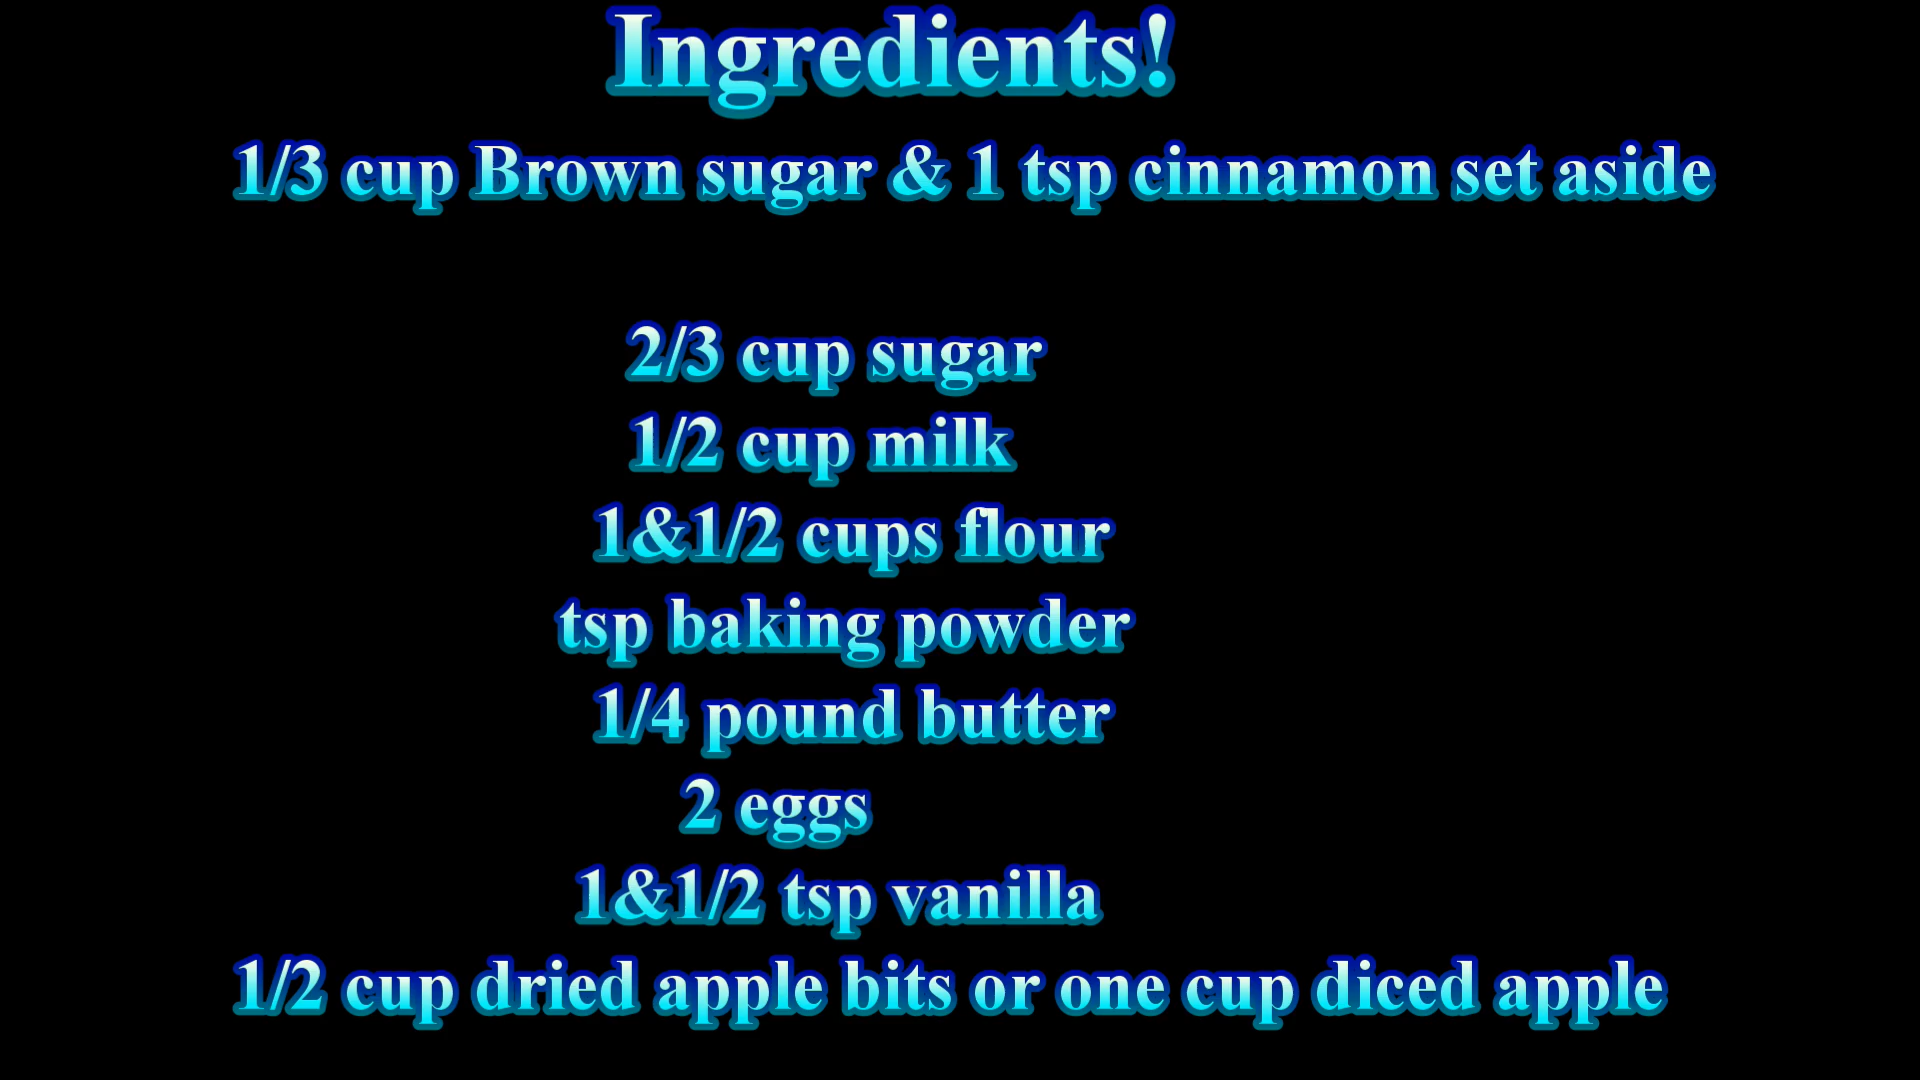 Ingredients!
1/3 cup Brown sugar & 1 tsp cinnamon set aside
2/3 cup sugar
1/2 cup milk
1&1/2 cups flour
tsp baking powder
1/4 pound butter
2 eggs
1&1/2 tsp vanilla
1/2 cup dried apple bits or one cup diced apple